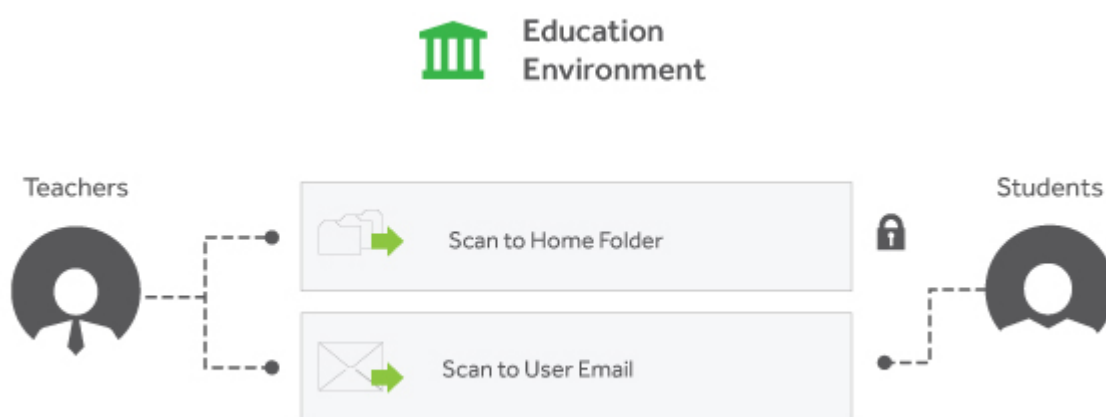 Education
Environment
Teachers
Students
Scan to Home Folder
Scan to User Email